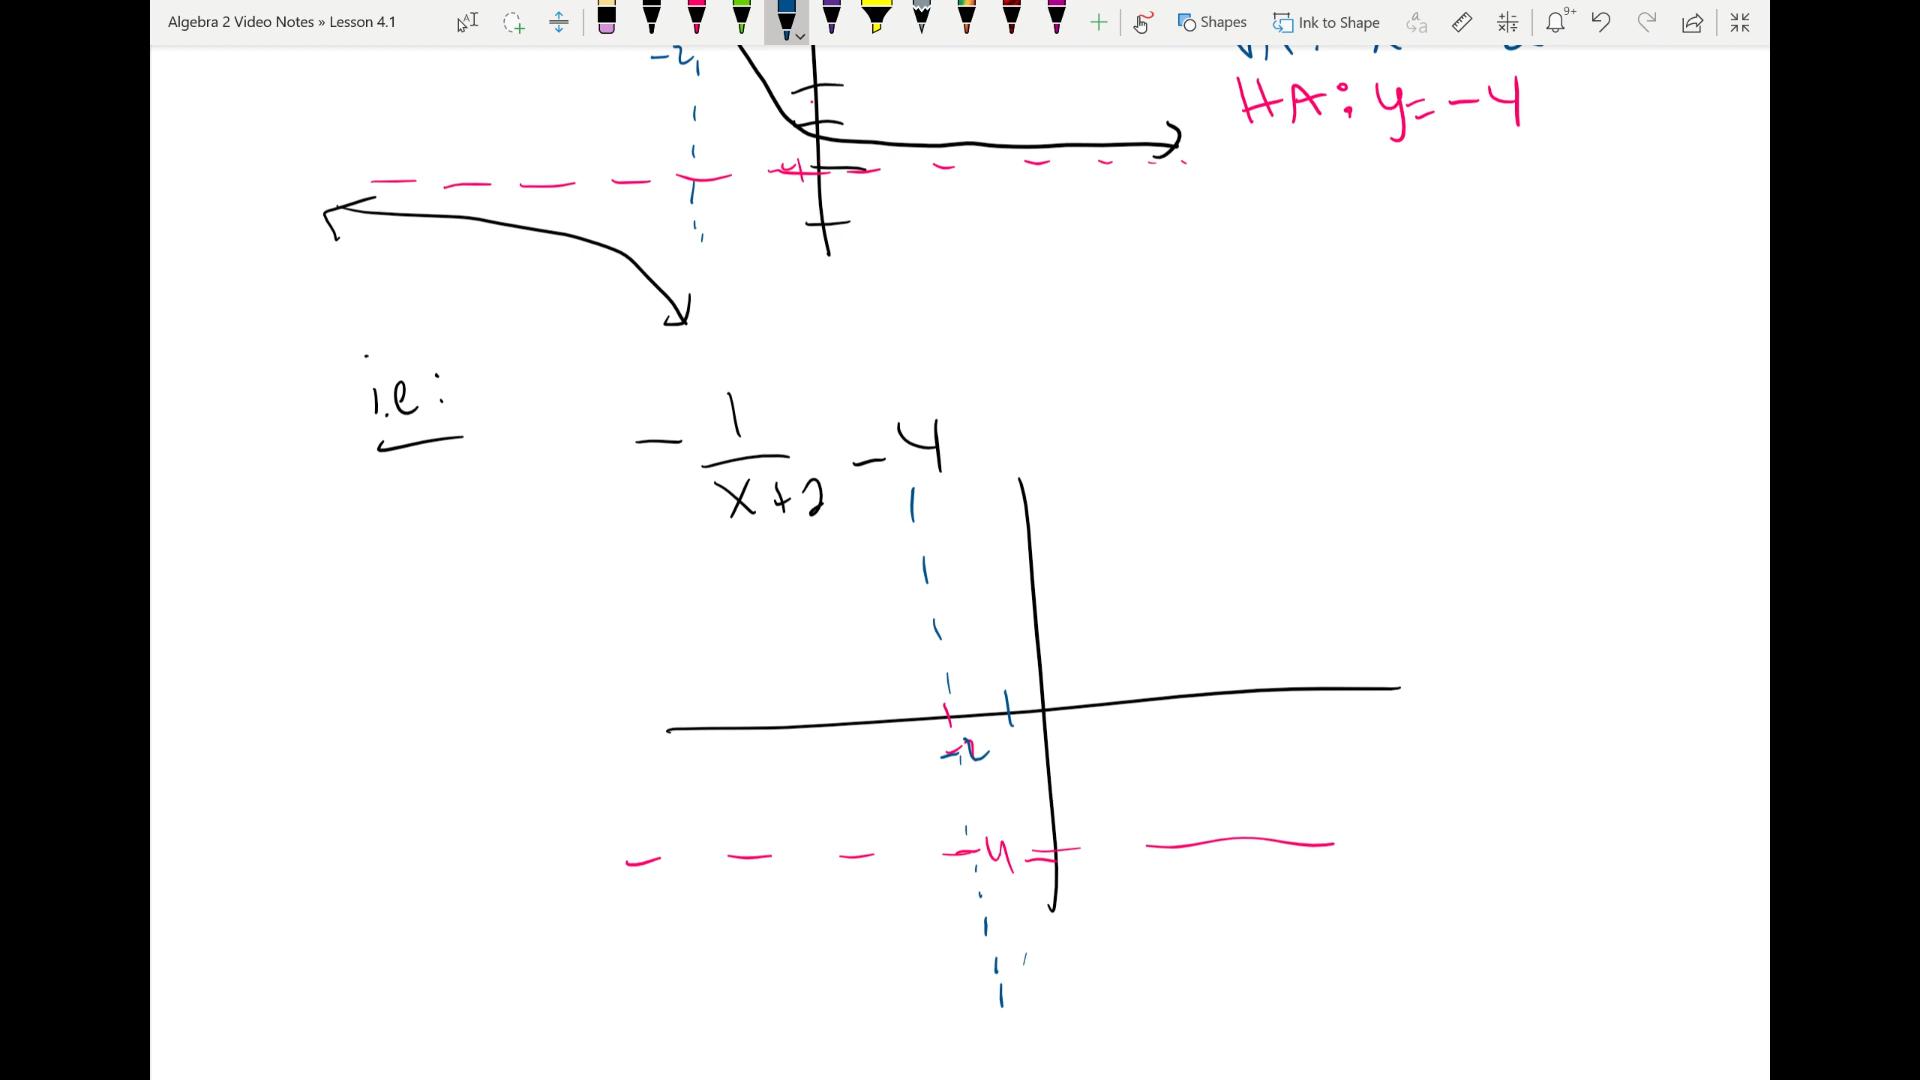 Algebra 2 Video Notes » Lesson 4.1
Shapes
Ink to Shape
9+
-2
HA: y = -4
-4
i.e:
- 1/(x+2) - 4
-2
-4